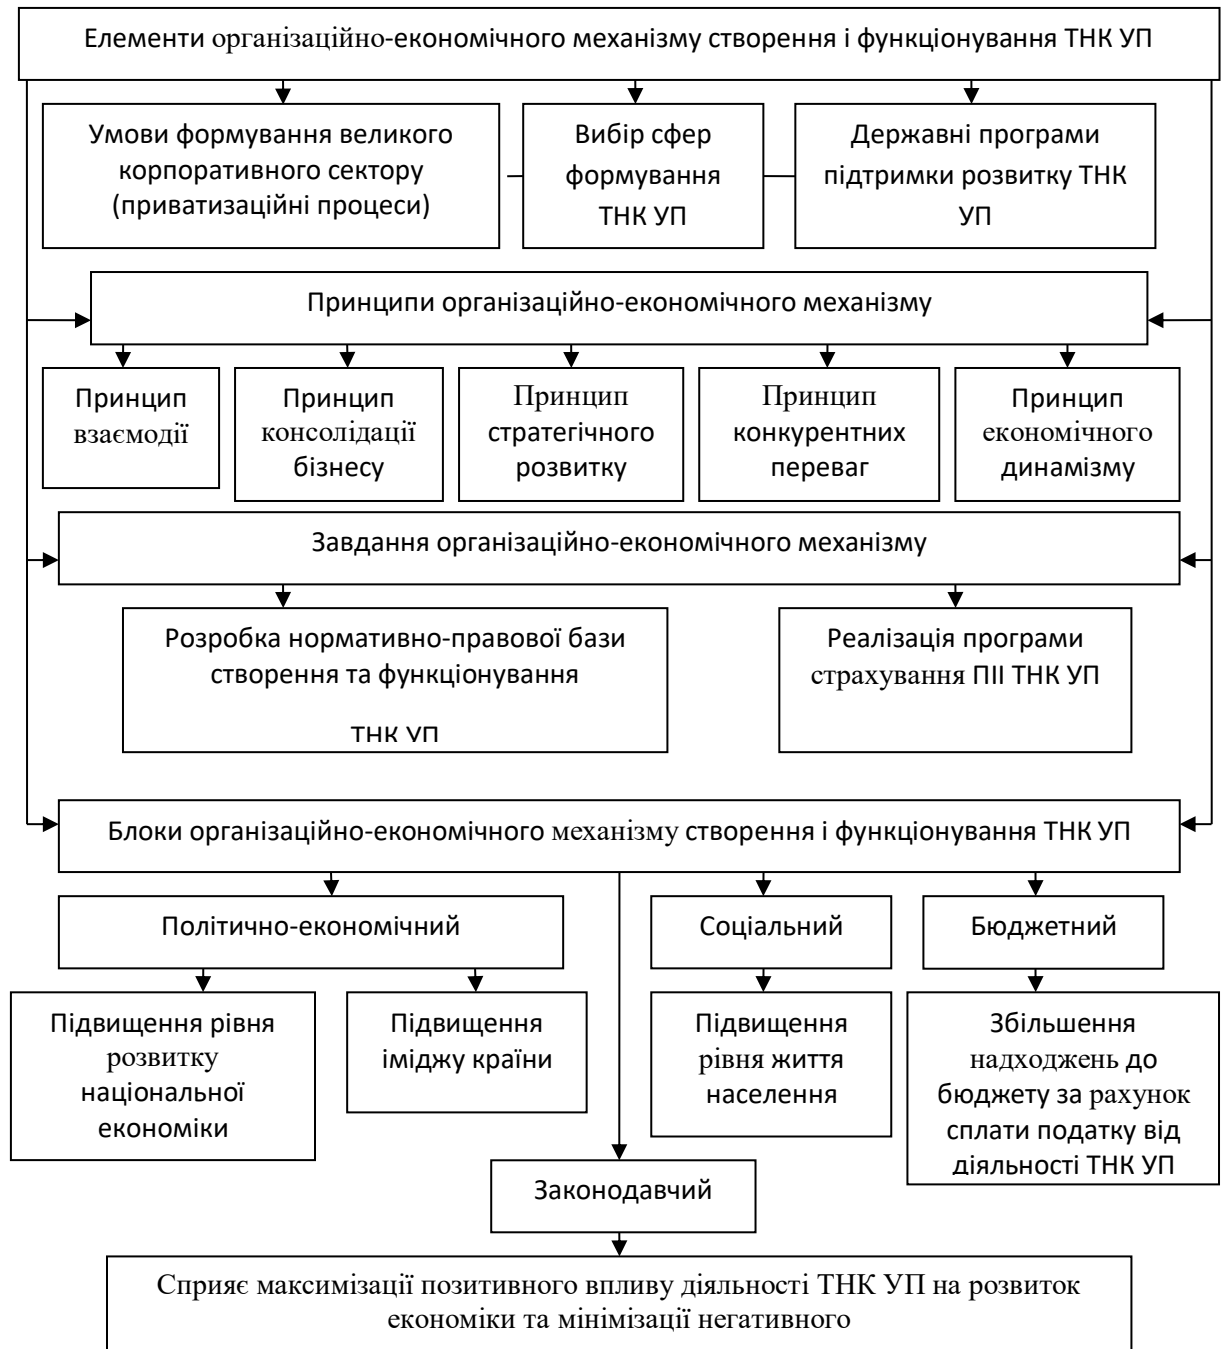 Елементи організаційно-економічного механізму створення і функціонування ТНК УП
Умови формування великого
корпоративного сектору
(приватизаційні процеси)
Вибір сфер
формування
ТНК УП
Державні програми
підтримки розвитку ТНК
УП
Принципи організаційно-економічного механізму
Принцип
взаємодії
Принцип
консолідації
бізнесу
Принцип
стратегічного
розвитку
Принцип
конкурентних
переваг
Принцип
економічного
динамізму
Завдання організаційно-економічного механізму
Розробка нормативно-правової бази
створення та функціонування
ТНК УП
Реалізація програми
страхування ПІІ ТНК УП
Блоки організаційно-економічного механізму створення і функціонування ТНК УП
Політично-економічний
Соціальний
Бюджетний
Підвищення рівня
розвитку
національної
економіки
Підвищення
іміджу країни
Підвищення
рівня життя
населення
Збільшення
надходжень до
бюджету за рахунок
сплати податку від
діяльності ТНК УП
Законодавчий
Сприяє максимізації позитивного впливу діяльності ТНК УП на розвиток
економіки та мінімізації негативного